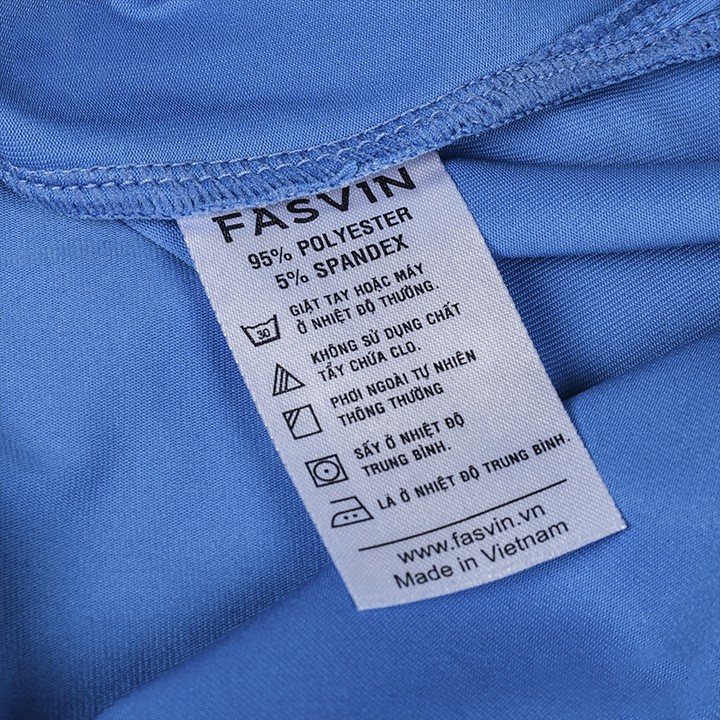 FASVIN
95% POLYESTER
5% SPANDEX
30
GIẶT TAY HOẶC MÁY
Ở NHIỆT ĐỘ THƯỜNG.
KHÔNG SỬ DỤNG CHẤT
TẨY CHỨA CLO.
PHƠI NGOÀI TỰ NHIÊN
THÔNG THƯỜNG
SẤY Ở NHIỆT ĐỘ
TRUNG BÌNH.
LÀ Ở NHIỆT ĐỘ TRUNG BÌNH.
www.fasvin.vn
Made in Vietnam